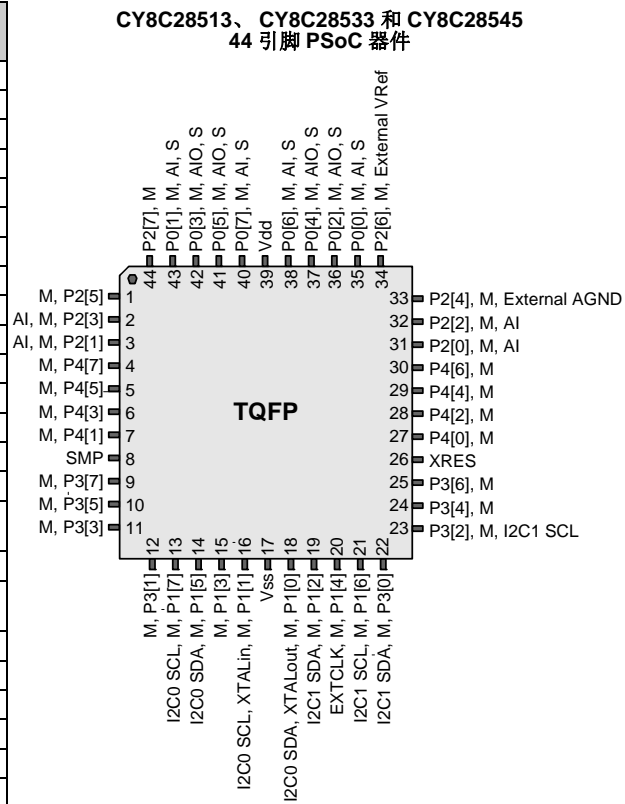 CY8C28513、 CY8C28533 和 CY8C28545
44 引脚 PSoC 器件
P2[7], M
P0[1], M, AI, S
P0[3], M, AIO, S
P0[5], M, AIO, S
P0[7], M, AI, S
Vdd
P0[6], M, AI, S
P0[4], M, AIO, S
P0[2], M, AIO, S
P0[0], M, AI, S
P2[6], M, External VRef
44
43
42
41
40
39
38
37
36
35
34
M, P2[5] 1
AI, M, P2[3] 2
AI, M, P2[1] 3
M, P4[7] 4
M, P4[5] 5
M, P4[3] 6
M, P4[1] 7
SMP 8
M, P3[7] 9
M, P3[5] 10
M, P3[3] 11
TQFP
33 P2[4], M, External AGND
32 P2[2], M, AI
31 P2[0], M, AI
30 P4[6], M
29 P4[4], M
28 P4[2], M
27 P4[0], M
26 XRES
25 P3[6], M
24 P3[4], M
23 P3[2], M, I2C1 SCL
12
13
14
15
16
17
18
19
20
21
22
M, P3[1]
I2C0 SCL, M, P1[7]
I2C0 SDA, M, P1[5]
M, P1[3]
I2C0 SCL, XTALin, M, P1[1]
Vss
I2C0 SDA, XTALout, M, P1[0]
I2C1 SDA, M, P1[2]
EXTCLK, M, P1[4]
I2C1 SCL, M, P1[6]
I2C1 SDA, M, P3[0]